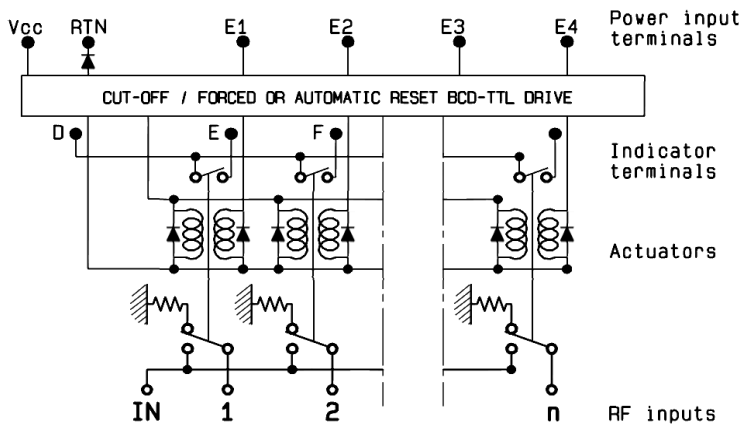 Vcc RTN E1 E2 E3 E4 Power input
terminals
CUT-OFF / FORCED OR AUTOMATIC RESET BCD-TTL DRIVE
D E F
Indicator
terminals
Actuators
IN 1 2 n RF inputs